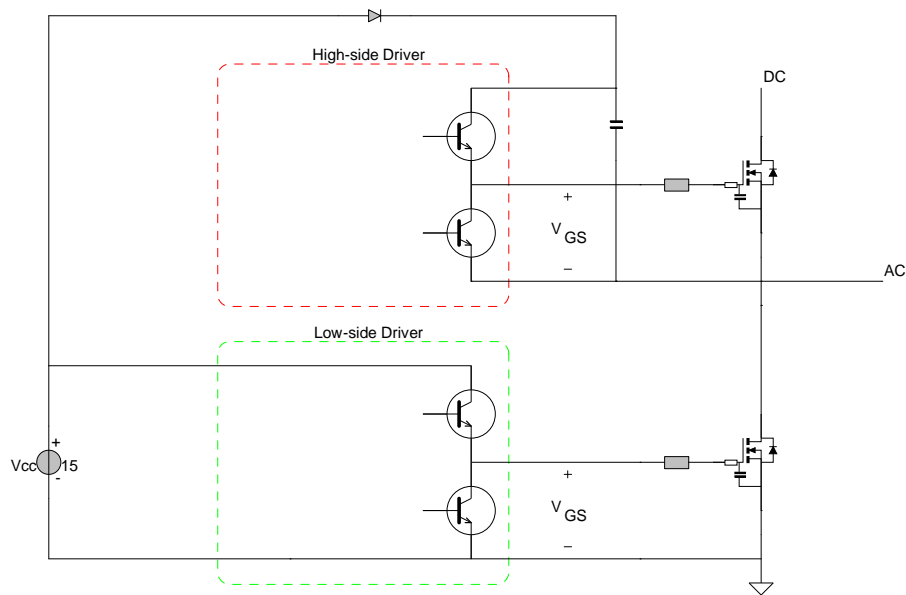 High-side Driver
DC
+
V GS
−
AC
Low-side Driver
+
Vcc 15
-
+
V GS
−